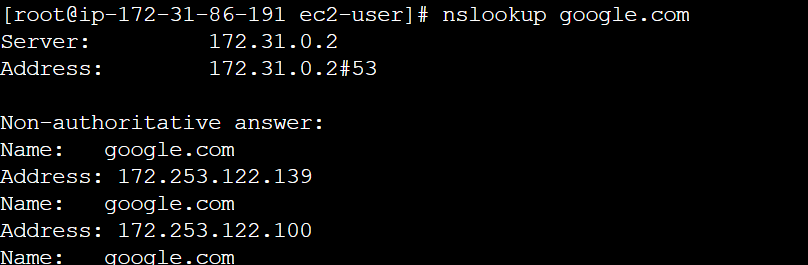 [root@ip-172-31-86-191 ec2-user]# nslookup google.com
Server:         172.31.0.2
Address:        172.31.0.2#53
Non-authoritative answer:
Name:   google.com
Address: 172.253.122.139
Name:   google.com
Address: 172.253.122.100
Name:   google.com